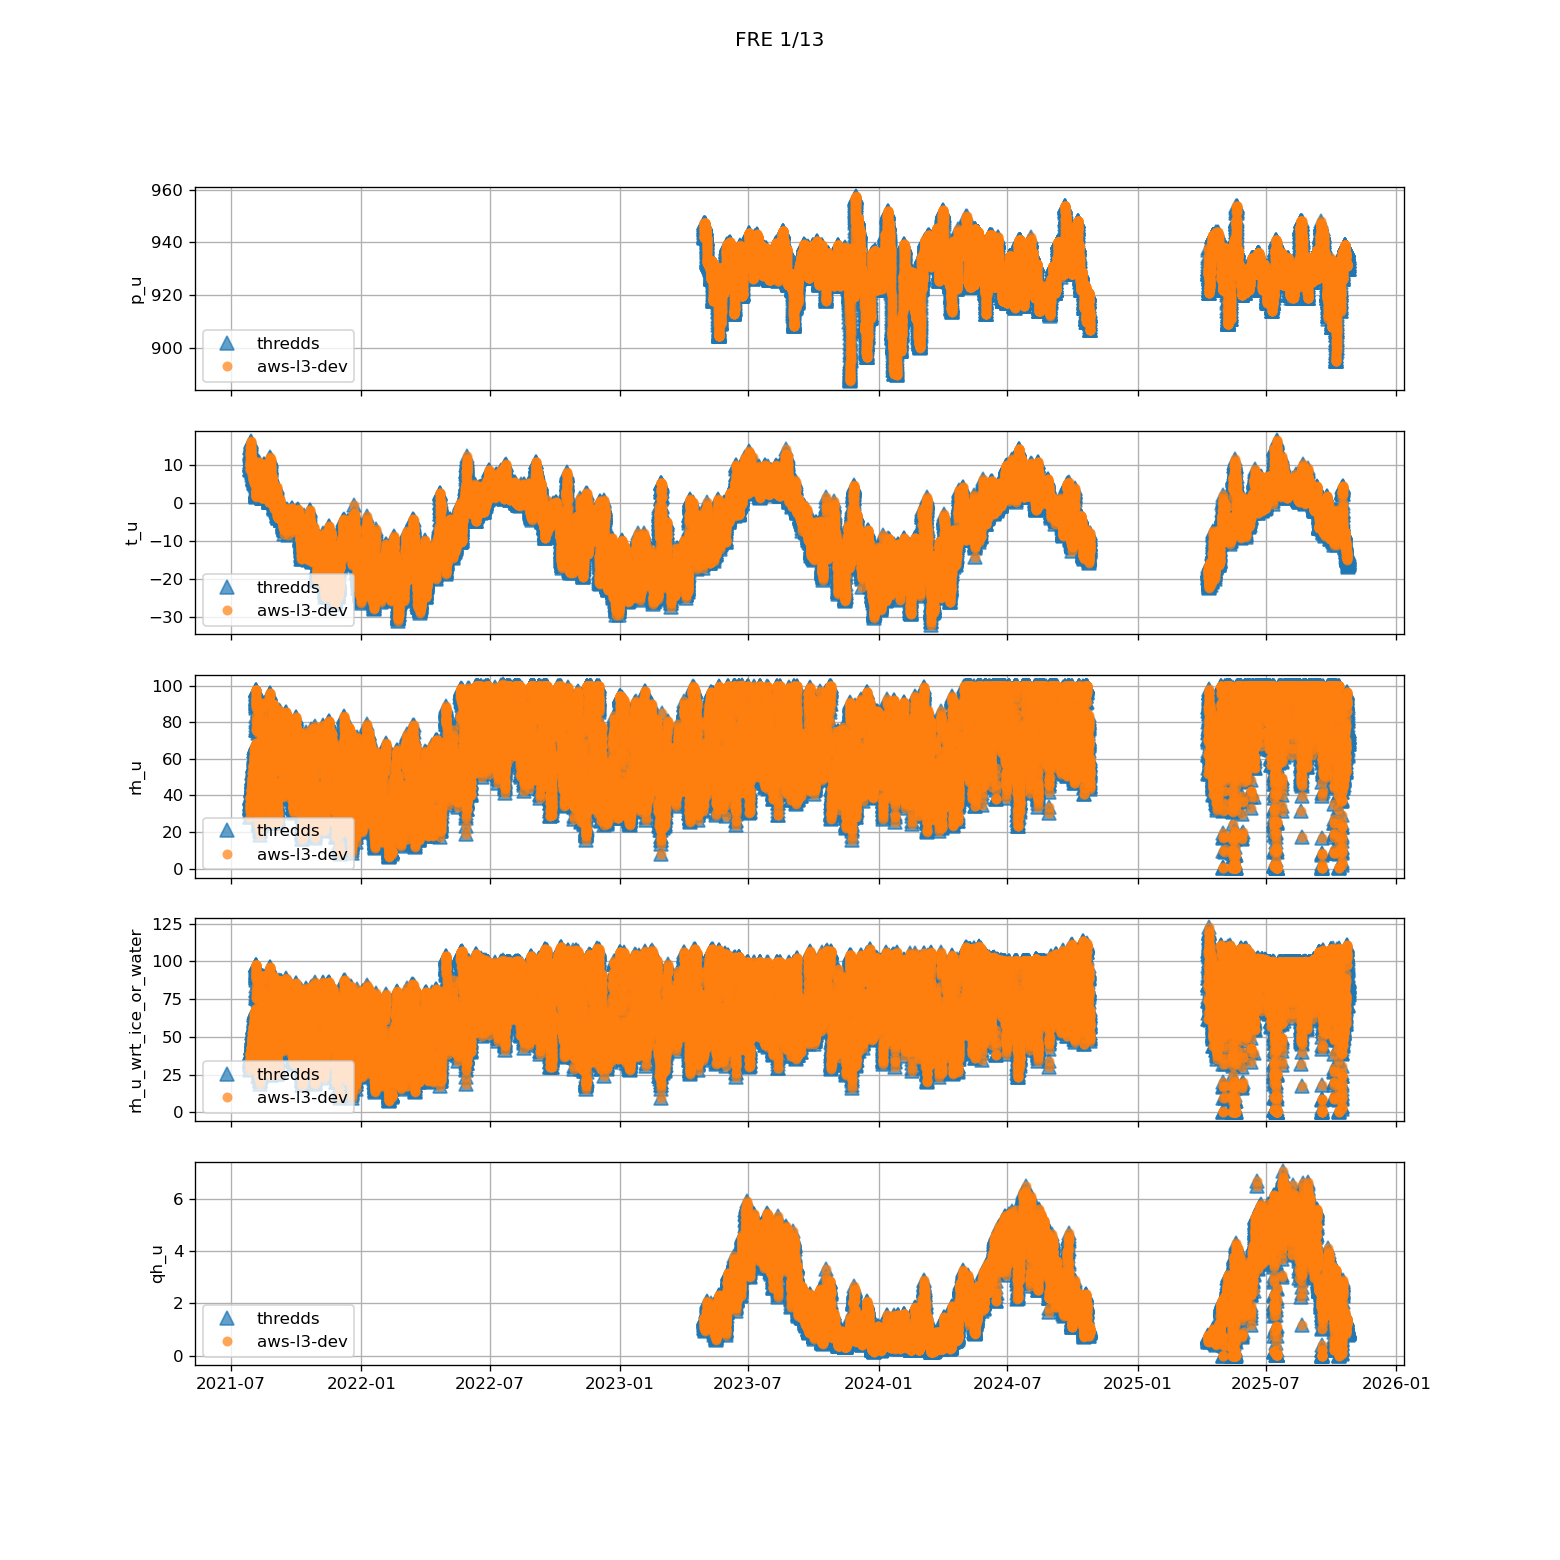 FRE 1/13
960
940
920
900
p_u
thredds
aws-l3-dev
10
0
−10
−20
−30
t_u
thredds
aws-l3-dev
100
80
60
40
20
0
rh_u
thredds
aws-l3-dev
125
100
75
50
25
0
rh_u_wrt_ice_or_water
thredds
aws-l3-dev
6
4
2
0
qh_u
thredds
aws-l3-dev
2021-07 2022-01 2022-07 2023-01 2023-07 2024-01 2024-07 2025-01 2025-07 2026-01